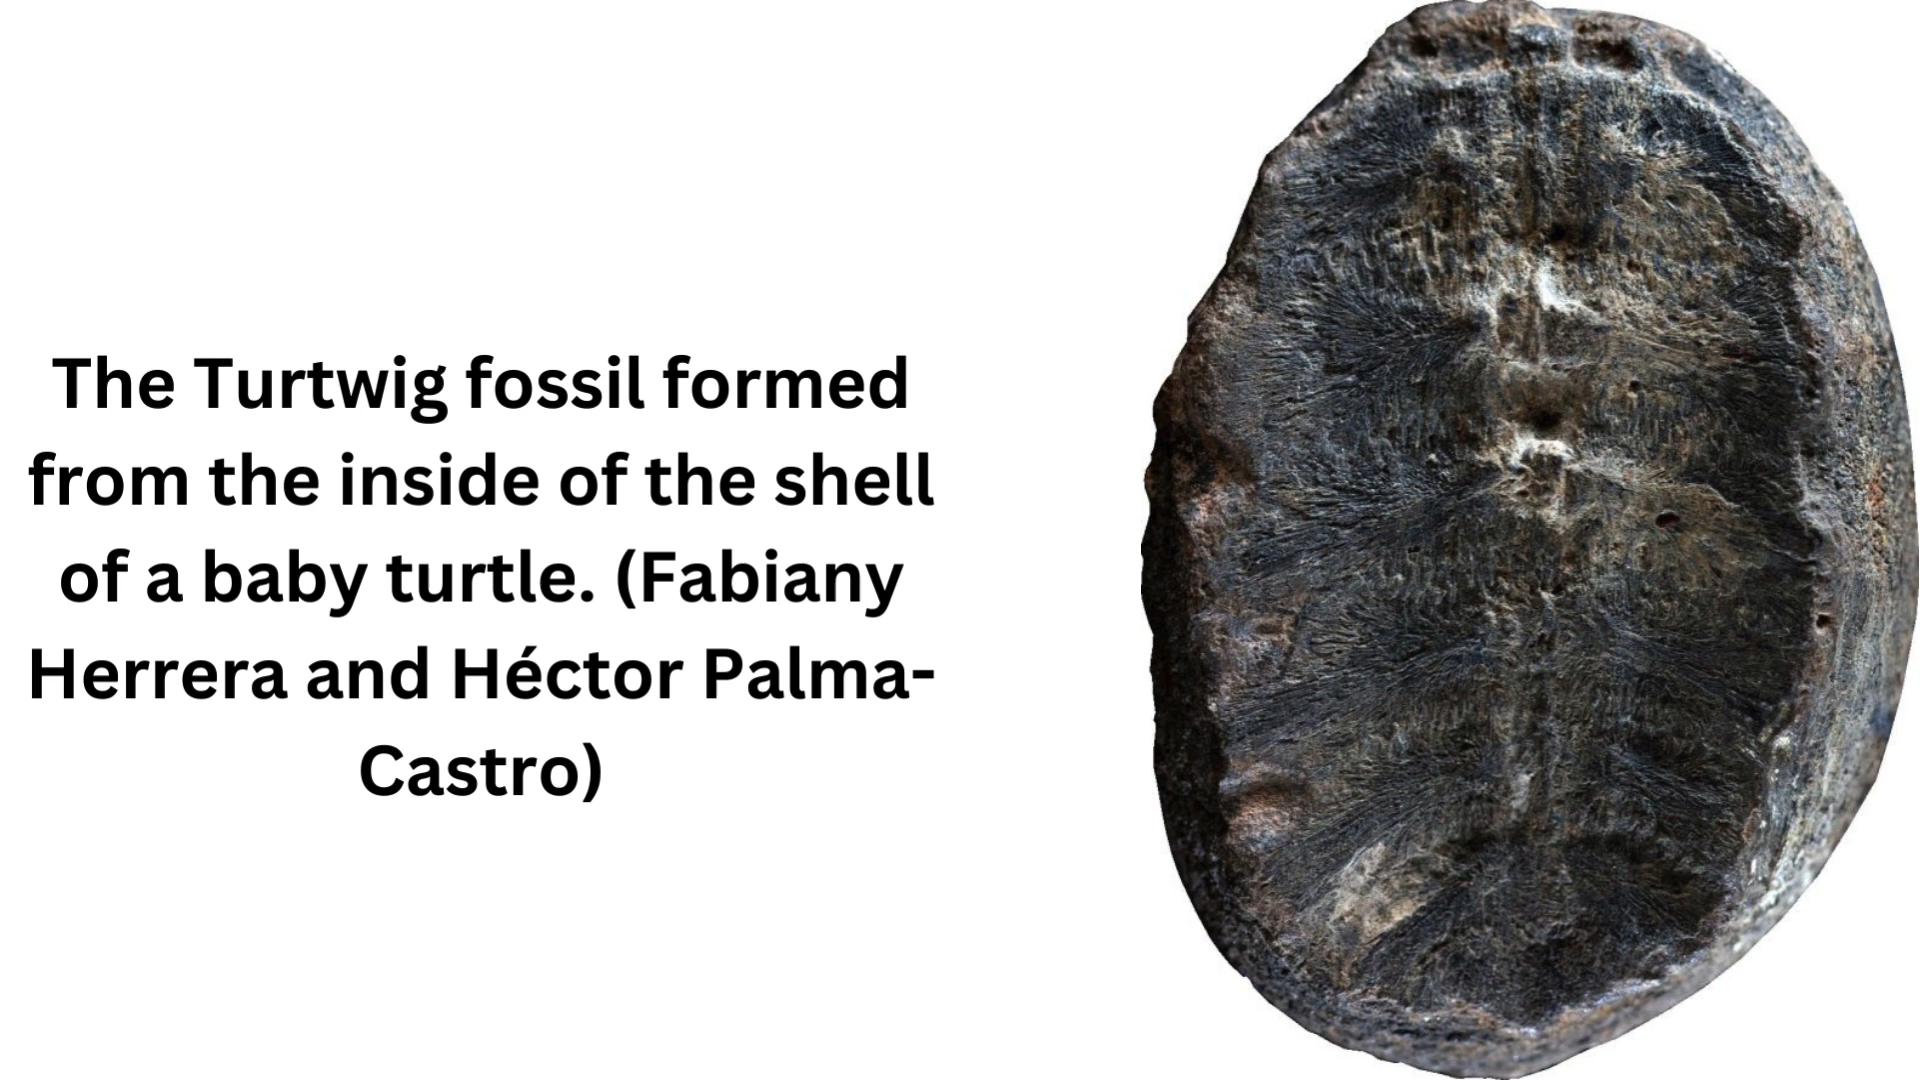 The Turtwig fossil formed
from the inside of the shell
of a baby turtle. (Fabiany
Herrera and Héctor Palma-
Castro)